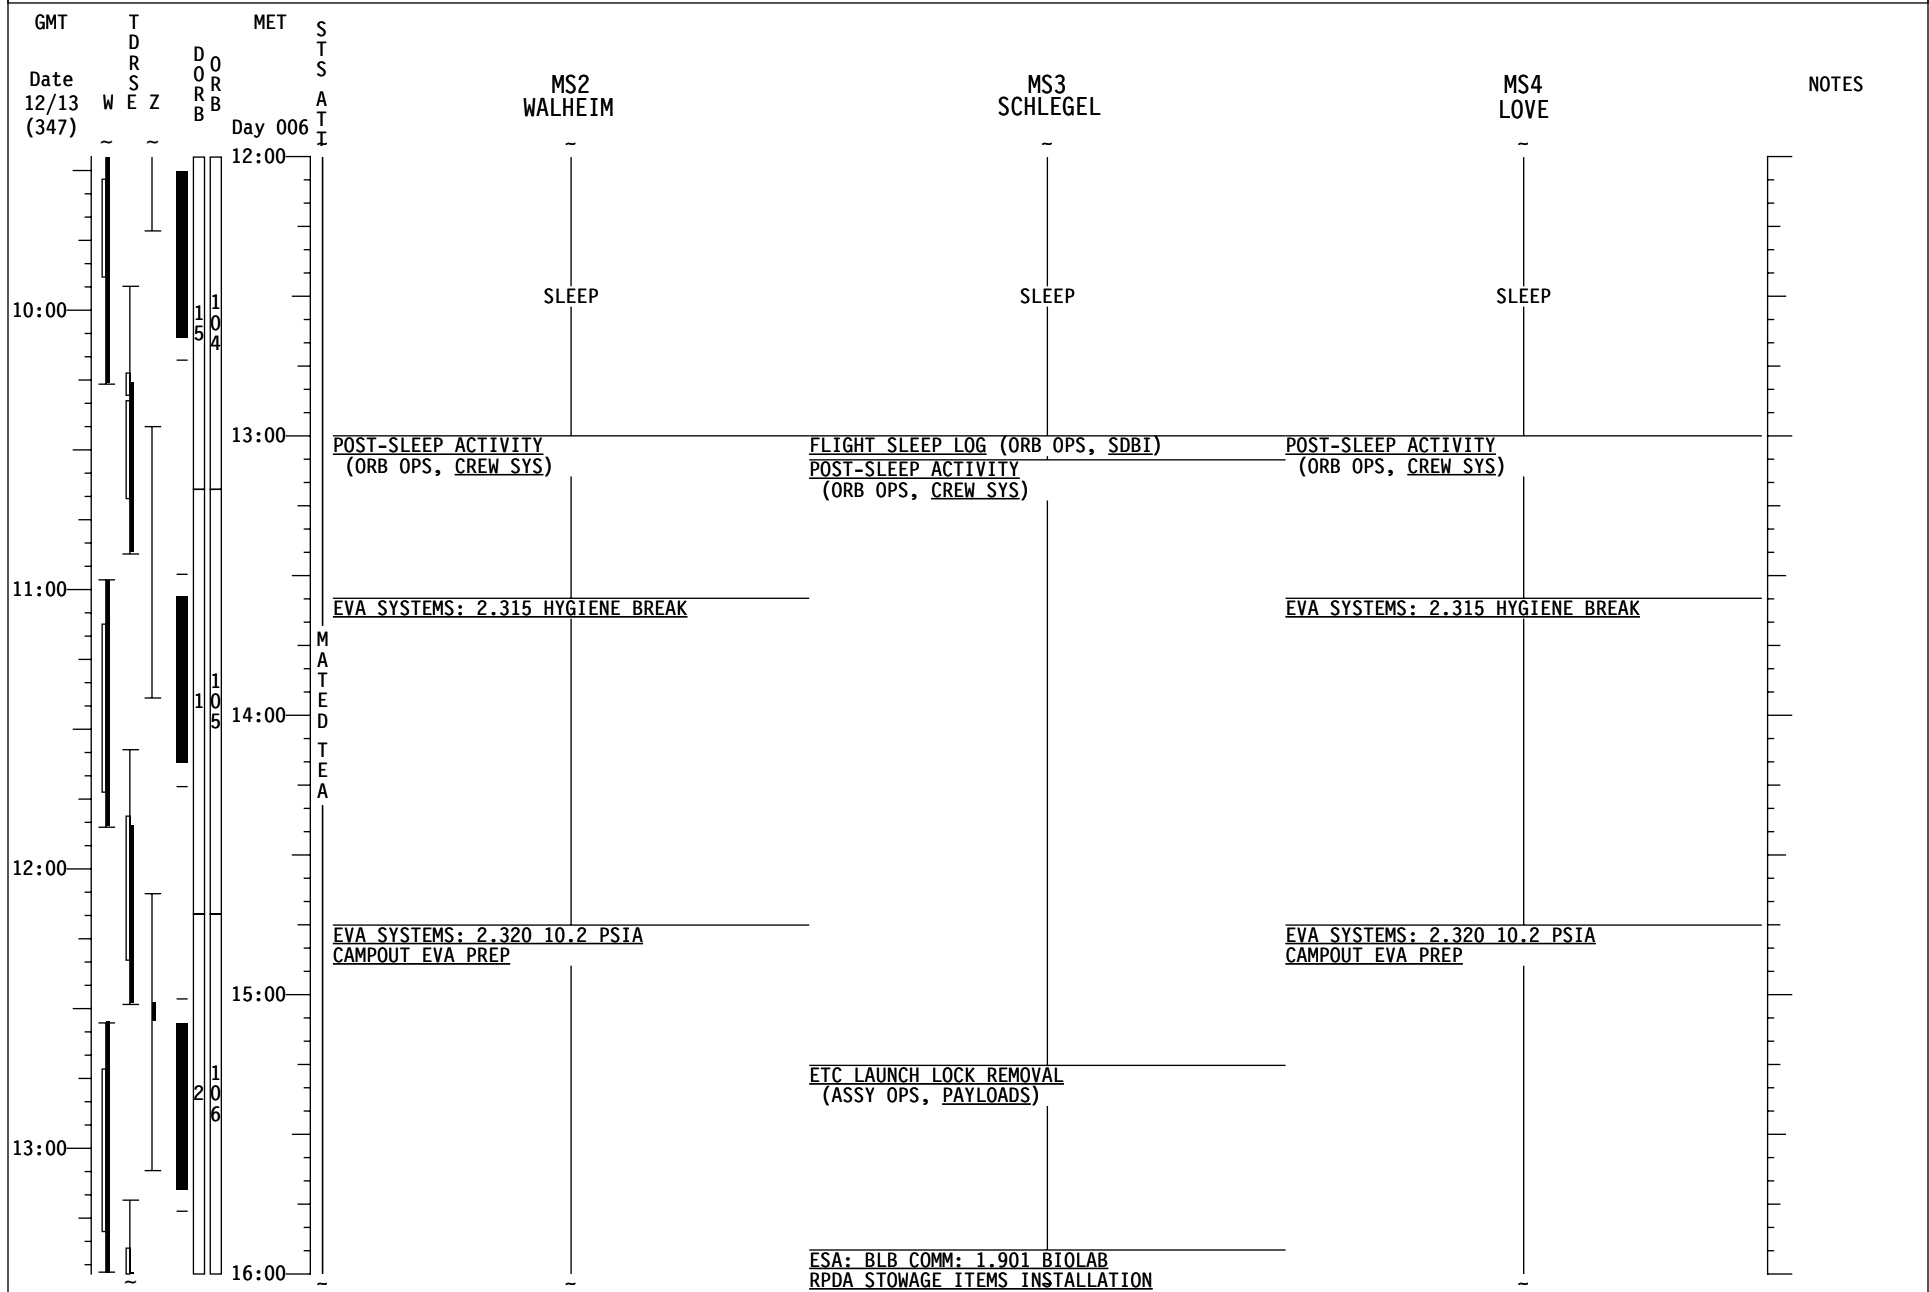 GMT
TDRS
MET
STS ATT
DORB
ORB
Date
12/13
(347)
W E Z
Day 006
MS2
WALHEIM
MS3
SCHLEGEL
MS4
LOVE
NOTES
~ ~ ~ ~ ~
12:00
SLEEP
SLEEP
SLEEP
10:00
15
104
13:00
POST-SLEEP ACTIVITY
(ORB OPS, CREW SYS)
FLIGHT SLEEP LOG (ORB OPS, SDBI)
POST-SLEEP ACTIVITY
(ORB OPS, CREW SYS)
POST-SLEEP ACTIVITY
(ORB OPS, CREW SYS)
11:00
EVA SYSTEMS: 2.315 HYGIENE BREAK
EVA SYSTEMS: 2.315 HYGIENE BREAK
MATED TEA
1
105
14:00
12:00
EVA SYSTEMS: 2.320 10.2 PSIA
CAMPOUT EVA PREP
EVA SYSTEMS: 2.320 10.2 PSIA
CAMPOUT EVA PREP
15:00
ETC LAUNCH LOCK REMOVAL
(ASSY OPS, PAYLOADS)
2
106
13:00
ESA: BLB COMM: 1.901 BIOLAB
RPDA STOWAGE ITEMS INSTALLATION
16:00
~ ~ ~ ~ ~